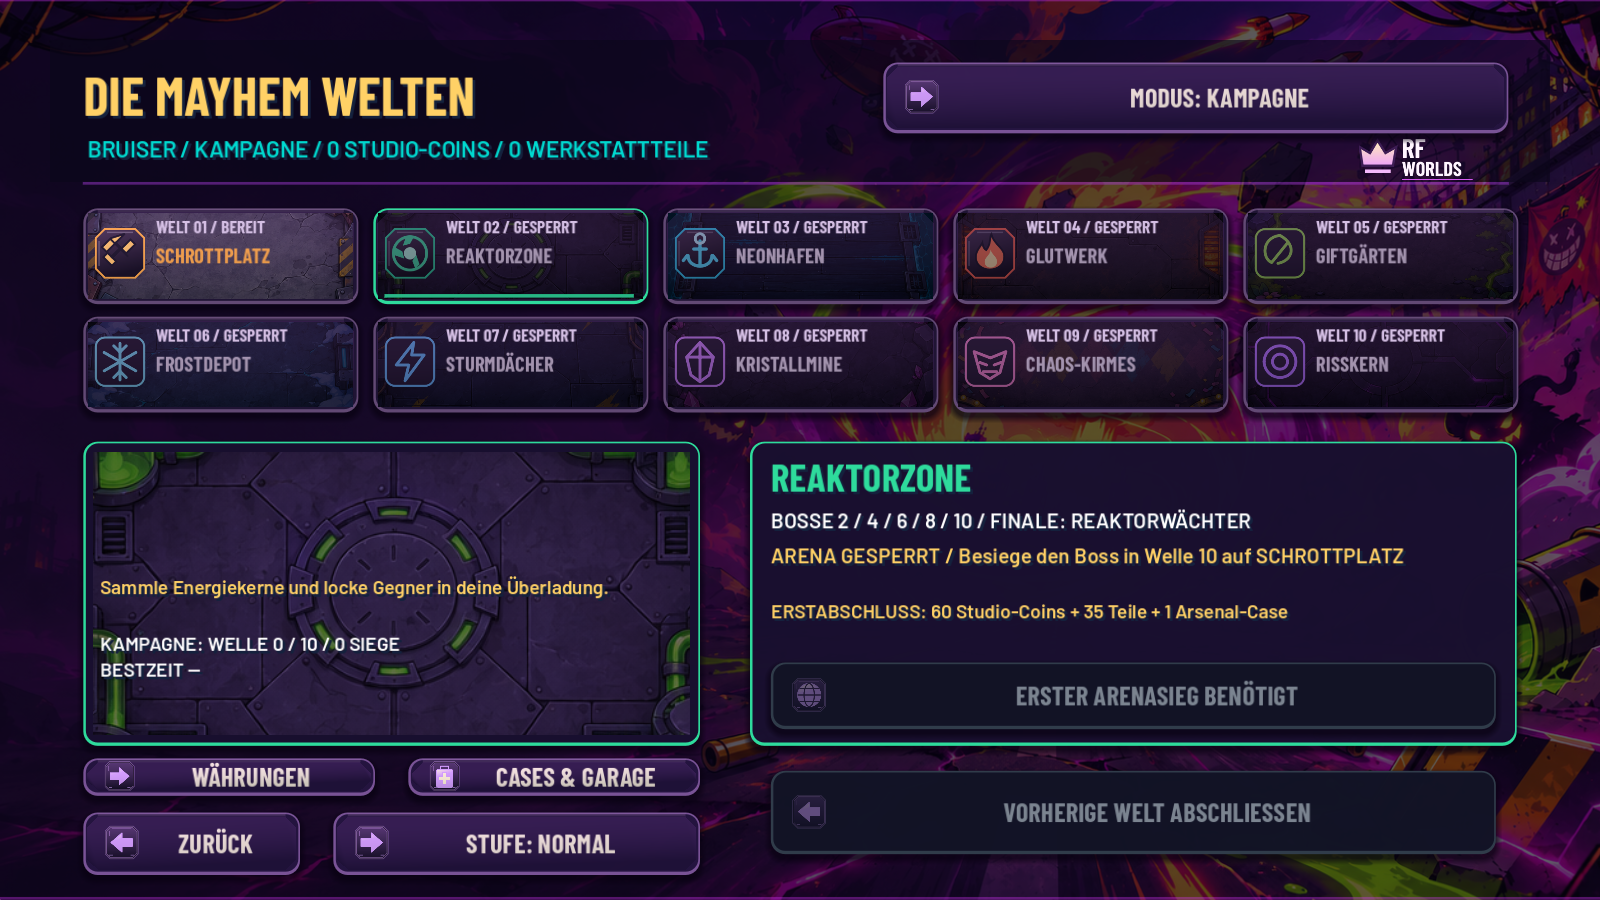 DIE MAYHEM WELTEN
MODUS: KAMPAGNE
BRUISER / KAMPAGNE / 0 STUDIO-COINS / 0 WERKSTATTTEILE
RF
WORLDS
WELT 01 / BEREIT
SCHROTTPLATZ
WELT 02 / GESPERRT
REAKTORZONE
WELT 03 / GESPERRT
NEONHAFEN
WELT 04 / GESPERRT
GLUTWERK
WELT 05 / GESPERRT
GIFTGÄRTEN
WELT 06 / GESPERRT
FROSTDEPOT
WELT 07 / GESPERRT
STURMDÄCHER
WELT 08 / GESPERRT
KRISTALLMINE
WELT 09 / GESPERRT
CHAOS-KIRMES
WELT 10 / GESPERRT
RISSKERN
Sammle Energiekerne und locke Gegner in deine Überladung.
KAMPAGNE: WELLE 0 / 10 / 0 SIEGE
BESTZEIT —
REAKTORZONE
BOSSE 2 / 4 / 6 / 8 / 10 / FINALE: REAKTORWÄCHTER
ARENA GESPERRT / Besiege den Boss in Welle 10 auf SCHROTTPLATZ
ERSTABSCHLUSS: 60 Studio-Coins + 35 Teile + 1 Arsenal-Case
ERSTER ARENASIEG BENÖTIGT
WÄHRUNGEN
CASES & GARAGE
ZURÜCK
STUFE: NORMAL
VORHERIGE WELT ABSCHLIESSEN